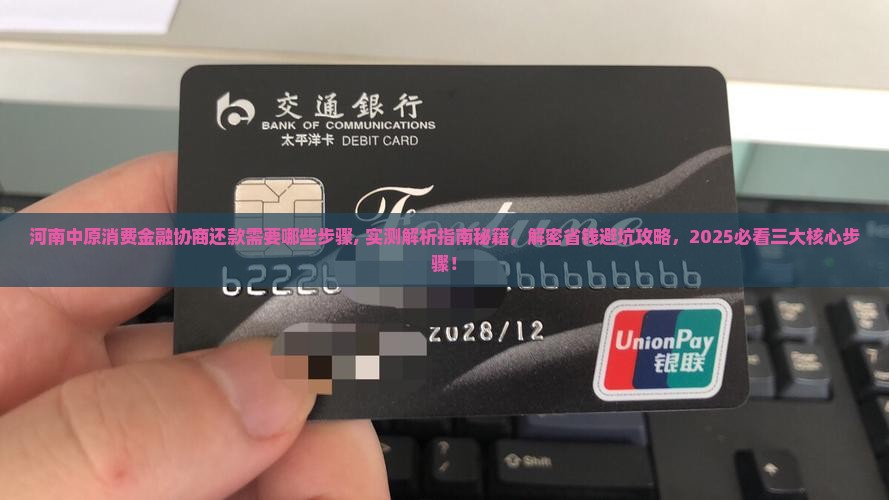 交通銀行
BANK OF COMMUNICATIONS
太平洋卡 DEBIT CARD
Fortune
河南中原消费金融协商还款需要哪些步骤, 实测解析指南秘籍，解密省钱避坑攻略，2025必看三大核心步
骤！
2028/12
UnionPay
银联
Shift